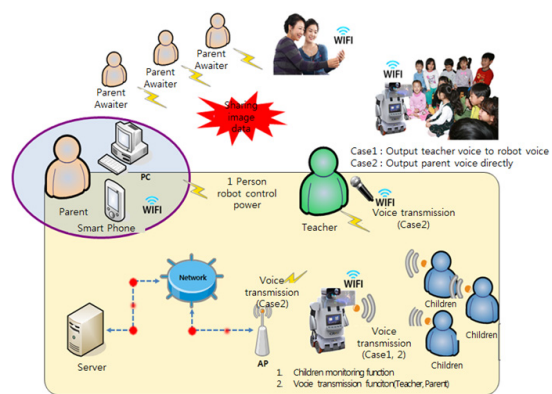 Parent
Awaiter
Parent
Awaiter
Parent
Awaiter
WIFI
WIFI
Sharing
image
data
Case1 : Output teacher voice to robot voice
Case2 : Output parent voice directly
Parent
PC
Smart Phone
WIFI
1 Person
robot control
power
Teacher
WIFI
Voice transmission
(Case2)
Network
Server
Voice
transmission
(Case2)
AP
WIFI
Voice
transmission
(Case1, 2)
Children
Children
Children
1. Children monitoring function
2. Vocie transmission funciton(Teacher, Parent)